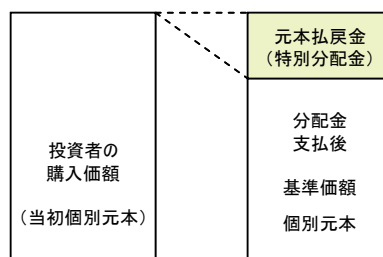 投資者の
購入価額
（当初個別元本）
元本払戻金
（特別分配金）
分配金
支払後
基準価額
個別元本